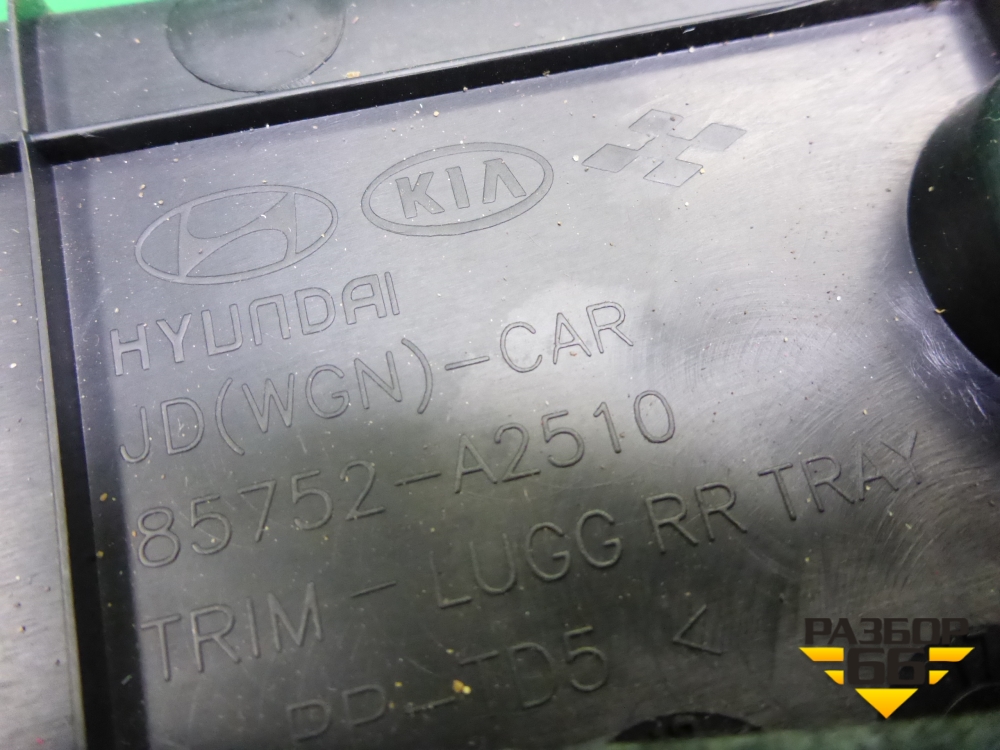 KIA
HYUNDAI
JD(WGN)-CAR
85752-A2510
TRIM - LUGG RR TRAY
PP-TD5 <
РАЗБОР
66